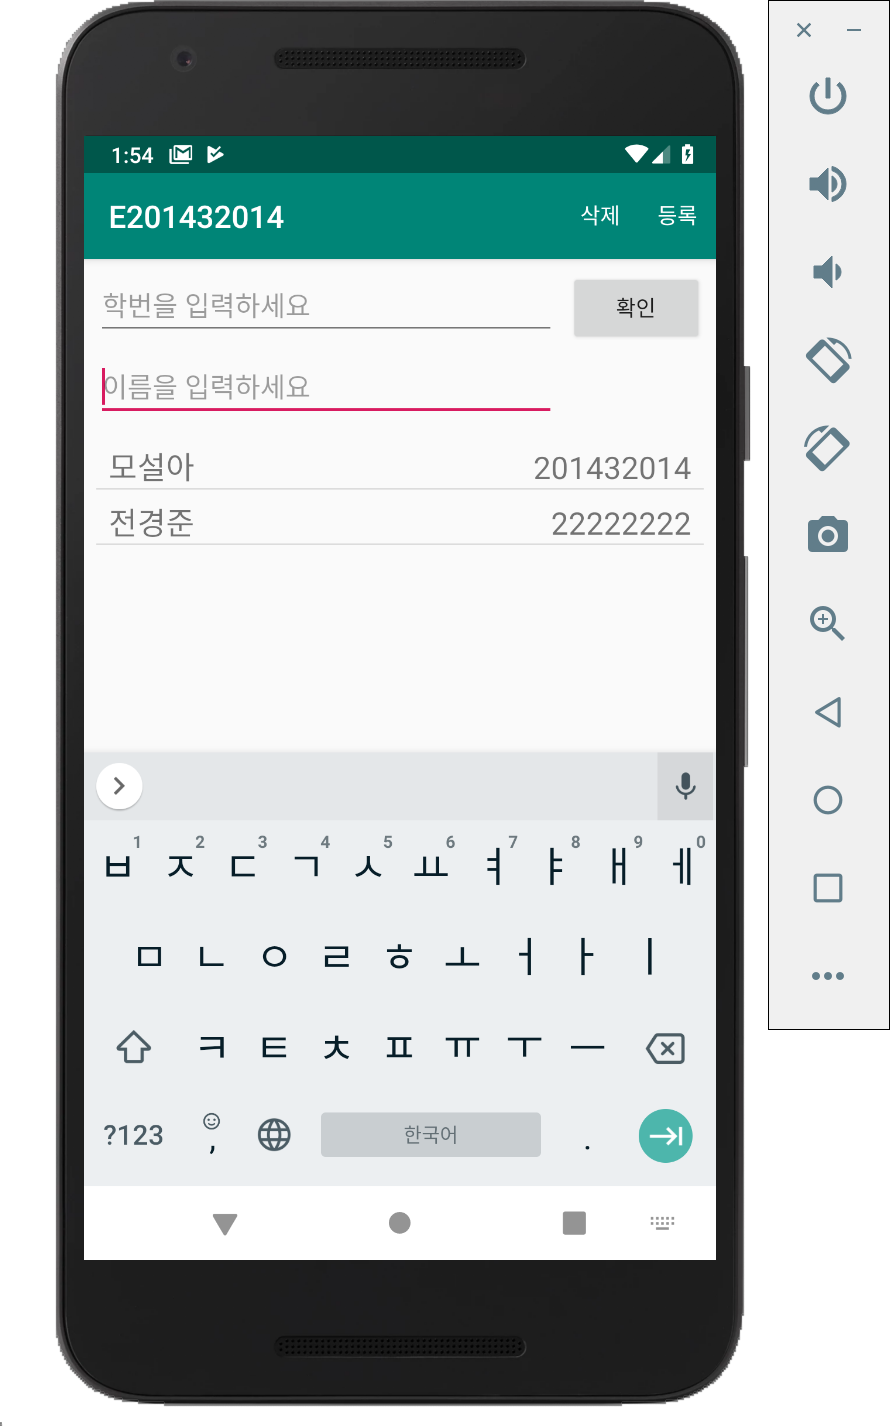 1:54
E201432014 삭제 등록
학번을 입력하세요 확인
이름을 입력하세요
모설아 201432014
전경준 22222222
1 2 3 4 5 6 7 8 9 0
ㅂ ㅈ ㄷ ㄱ ㅅ ㅛ ㅕ ㅑ ㅐ ㅔ
ㅁ ㄴ ㅇ ㄹ ㅎ ㅗ ㅓ ㅏ ㅣ
ㅋ ㅌ ㅊ ㅍ ㅠ ㅜ ㅡ
?123 , 한국어 .